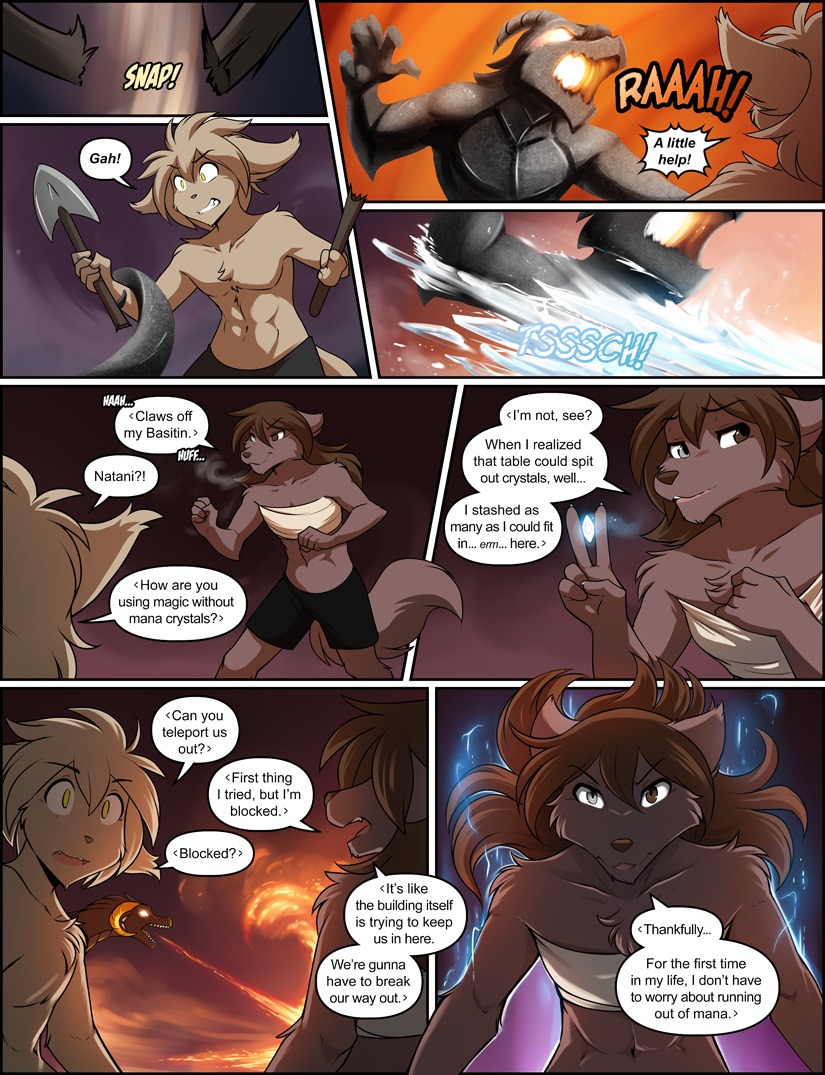 SNAP!
RAAAH!
A little
help!
Gah!
TSSSCH!
HAAH...
‹Claws off
my Basitin.›
HUFF...
Natani?!
‹How are you
using magic without
mana crystals?›
‹I'm not, see?
When I realized
that table could spit
out crystals, well...
I stashed as
many as I could fit
in... erm... here.›
‹Can you
teleport us
out?›
‹First thing
I tried, but I'm
blocked.›
‹Blocked?›
‹It's like
the building itself
is trying to keep
us in here.
We're gunna
have to break
our way out.›
‹Thankfully...
For the first time
in my life, I don't have
to worry about running
out of mana.›